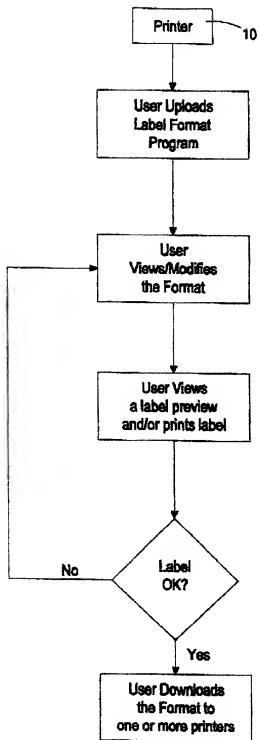 Printer
10
User Uploads
Label Format
Program
User
Views/Modifies
the Format
User Views
a label preview
and/or prints label
Label
OK?
No
Yes
User Downloads
the Format to
one or more printers